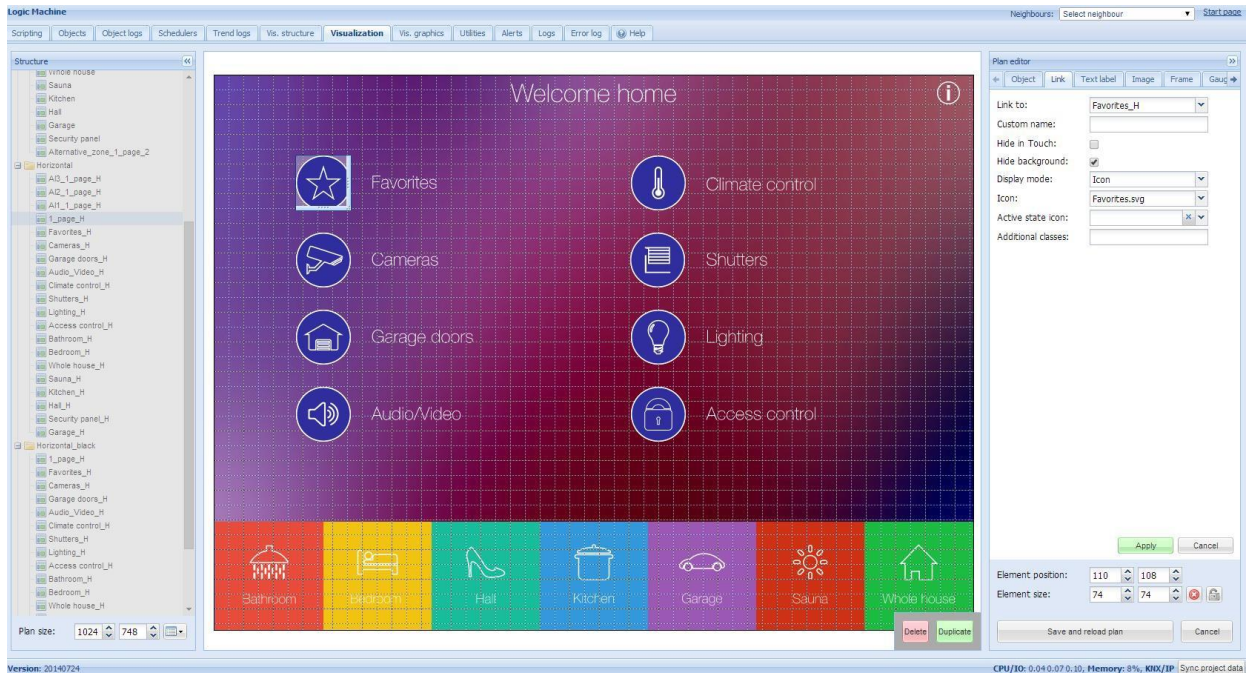 Logic Machine
Neighbours: Select neighbour Start page
Scripting Objects Object logs Schedulers Trend logs Vis. structure Visualization Vis. graphics Utilities Alerts Logs Error log Help
Structure
Whole house
Sauna
Kitchen
Hall
Garage
Security panel
Alternative_zone_1_page_2
Horizontal
AI3_1_page_H
AI2_1_page_H
AI1_1_page_H
1_page_H
Favorites_H
Cameras_H
Garage doors_H
Audio_Video_H
Climate control_H
Shutters_H
Lighting_H
Access control_H
Bathroom_H
Bedroom_H
Whole house_H
Sauna_H
Kitchen_H
Hall_H
Security panel_H
Garage_H
Horizontal_black
1_page_H
Favorites_H
Cameras_H
Garage doors_H
Audio_Video_H
Climate control_H
Shutters_H
Lighting_H
Access control_H
Bathroom_H
Bedroom_H
Whole house_H
Plan size: 1024 748
Welcome home
Favorites Climate control
Cameras Shutters
Garage doors Lighting
Audio/Video Access control
Bathroom Bedroom Hall Kitchen Garage Sauna Whole house
Delete Duplicate
Plan editor
Object Link Text label Image Frame Gaug
Link to: Favorites_H
Custom name:
Hide in Touch:
Hide background:
Display mode: Icon
Icon: Favorites.svg
Active state icon:
Additional classes:
Apply Cancel
Element position: 110 108
Element size: 74 74
Save and reload plan Cancel
Version: 20140724
CPU/IO: 0.04 0.07 0.10, Memory: 8%, KNX/IP Sync project data